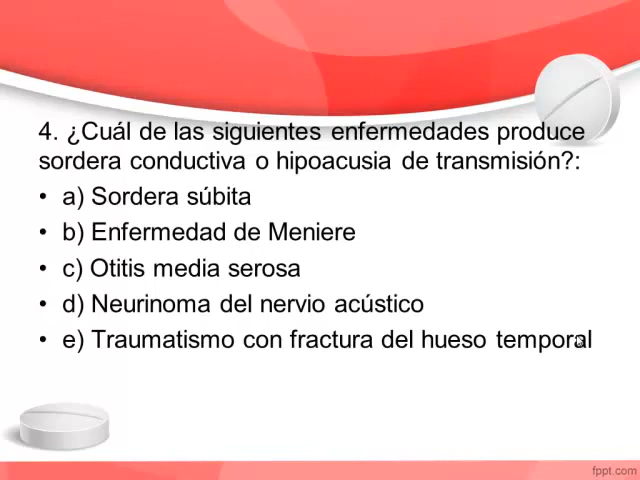 4. ¿Cuál de las siguientes enfermedades produce
sordera conductiva o hipoacusia de transmisión?:
• a) Sordera súbita
• b) Enfermedad de Meniere
• c) Otitis media serosa
• d) Neurinoma del nervio acústico
• e) Traumatismo con fractura del hueso temporal
fppt.com